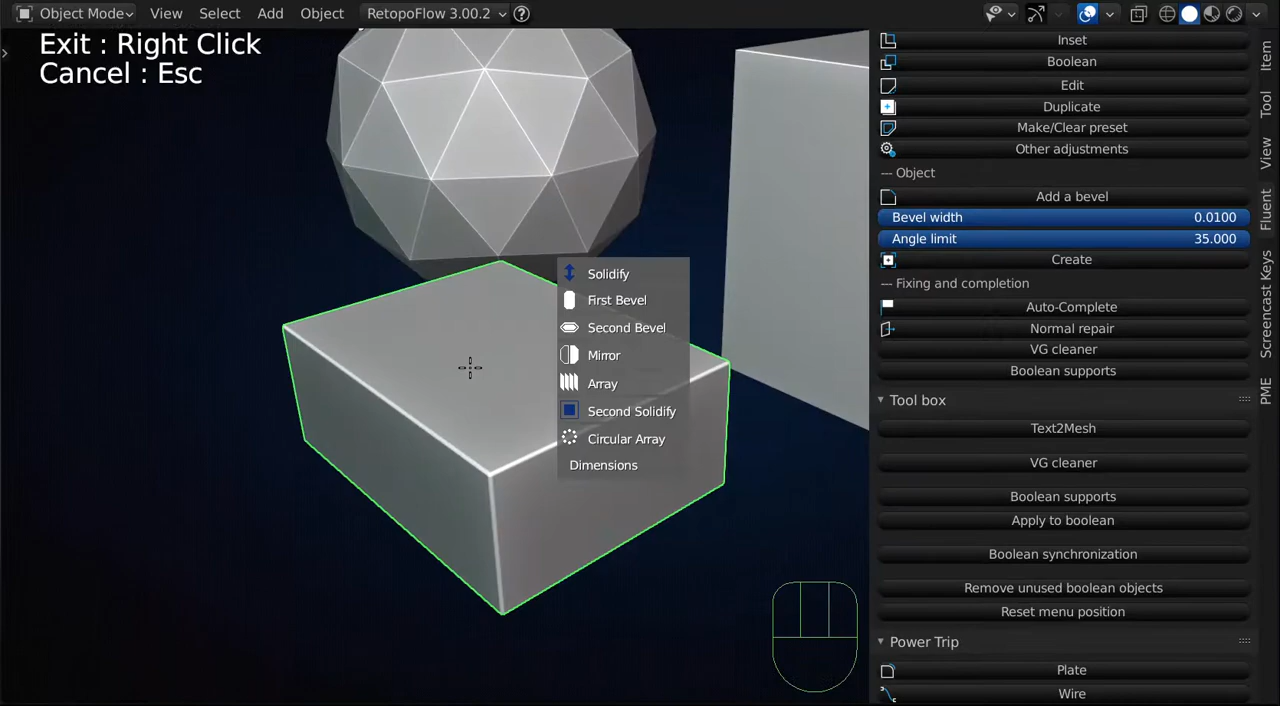 Object Mode View Select Add Object RetopoFlow 3.00.2
Exit : Right Click
Cancel : Esc
Solidify
First Bevel
Second Bevel
Mirror
Array
Second Solidify
Circular Array
Dimensions
Inset
Boolean
Edit
Duplicate
Make/Clear preset
Other adjustments
--- Object
Add a bevel
Bevel width 0.0100
Angle limit 35.000
Create
--- Fixing and completion
Auto-Complete
Normal repair
VG cleaner
Boolean supports
Tool box
Text2Mesh
VG cleaner
Boolean supports
Apply to boolean
Boolean synchronization
Remove unused boolean objects
Reset menu position
Power Trip
Plate
Wire
Item
Tool
View
Fluent
Screencast Keys
PME